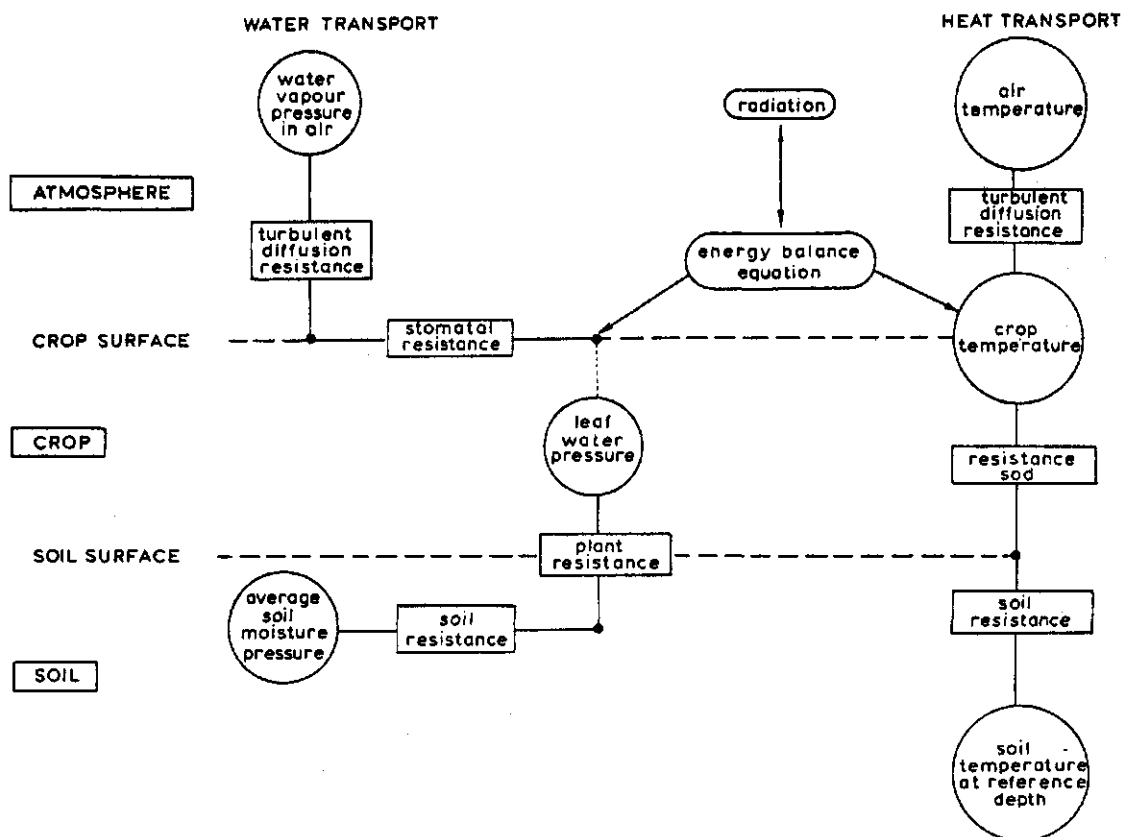 WATER TRANSPORT
HEAT TRANSPORT
water
vapour
pressure
in air
radiation
air
temperature
ATMOSPHERE
turbulent
diffusion
resistance
turbulent
diffusion
resistance
energy balance
equation
CROP SURFACE
stomatal
resistance
crop
temperature
CROP
leaf
water
pressure
resistance
sod
SOIL SURFACE
plant
resistance
average
soil
moisture
pressure
soil
resistance
soil
resistance
SOIL
soil
temperature
at reference
depth